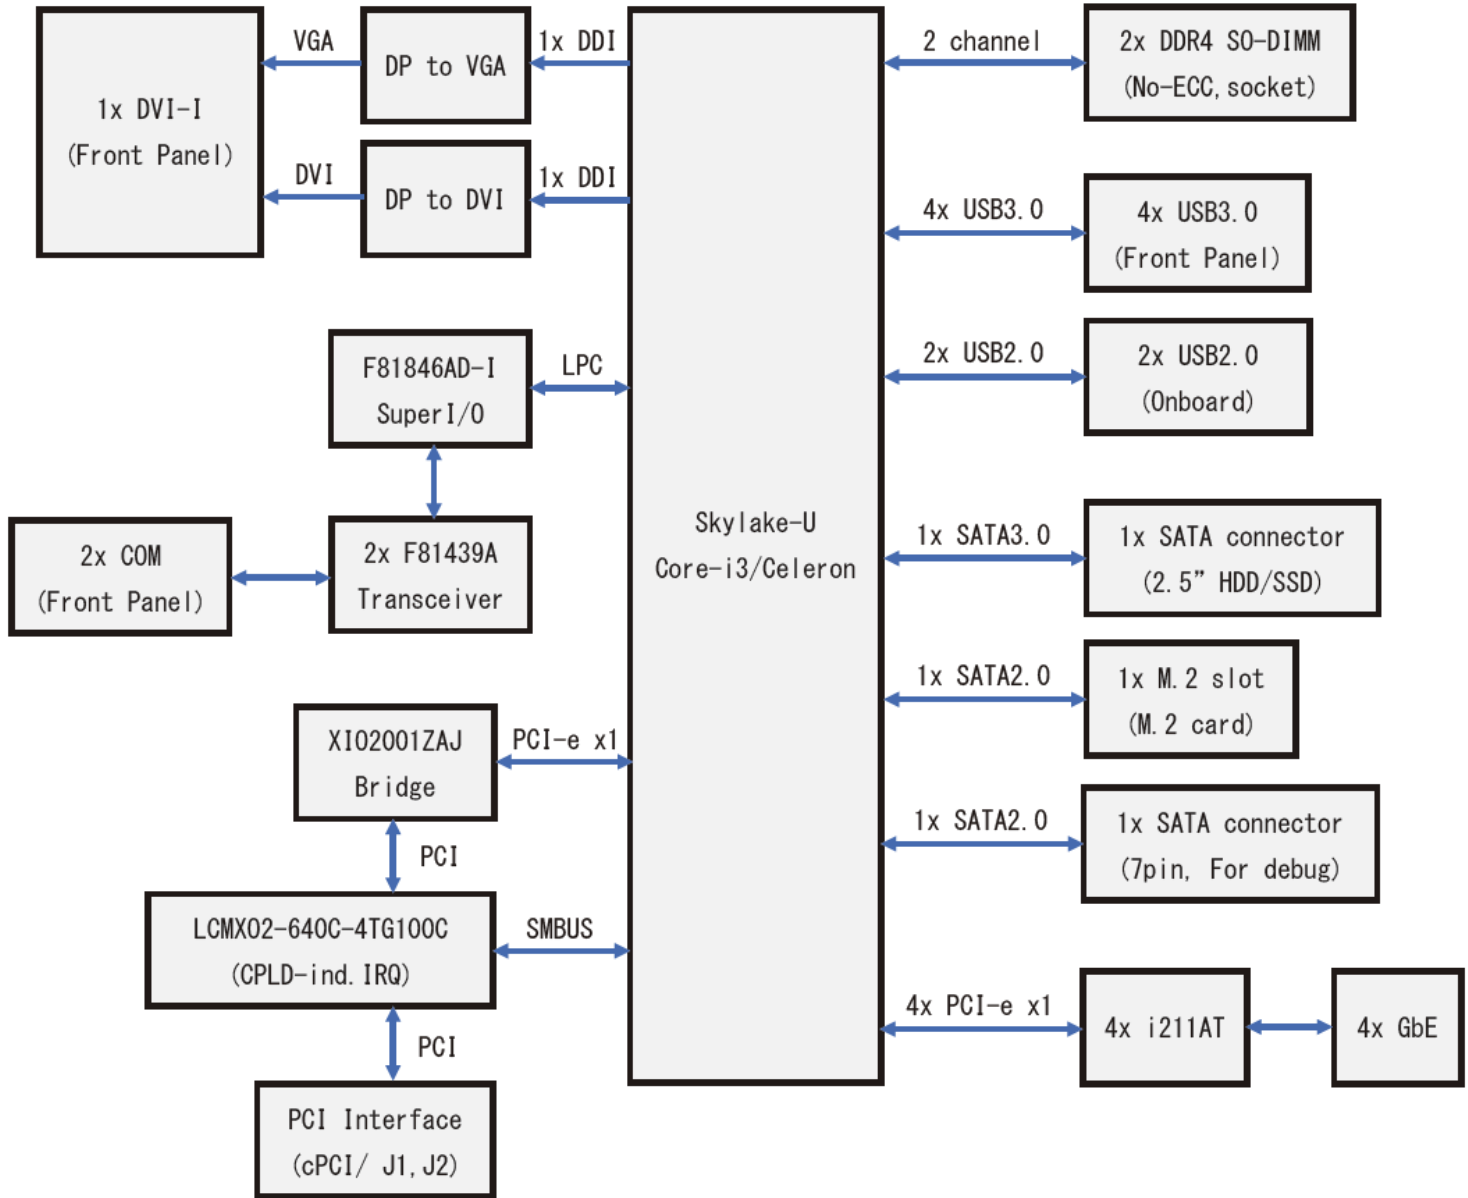 1x DVI-I
(Front Panel)
VGA
DP to VGA
1x DDI
DVI
DP to DVI
1x DDI
F81846AD-I
SuperI/O
LPC
2x COM
(Front Panel)
2x F81439A
Transceiver
XIO2001ZAJ
Bridge
PCI-e x1
PCI
LCMXO2-640C-4TG100C
(CPLD-ind.IRQ)
SMBUS
PCI
PCI Interface
(cPCI/ J1,J2)
Skylake-U
Core-i3/Celeron
2 channel
2x DDR4 SO-DIMM
(No-ECC,socket)
4x USB3.0
4x USB3.0
(Front Panel)
2x USB2.0
2x USB2.0
(Onboard)
1x SATA3.0
1x SATA connector
(2.5” HDD/SSD)
1x SATA2.0
1x M.2 slot
(M.2 card)
1x SATA2.0
1x SATA connector
(7pin, For debug)
4x PCI-e x1
4x i211AT
4x GbE